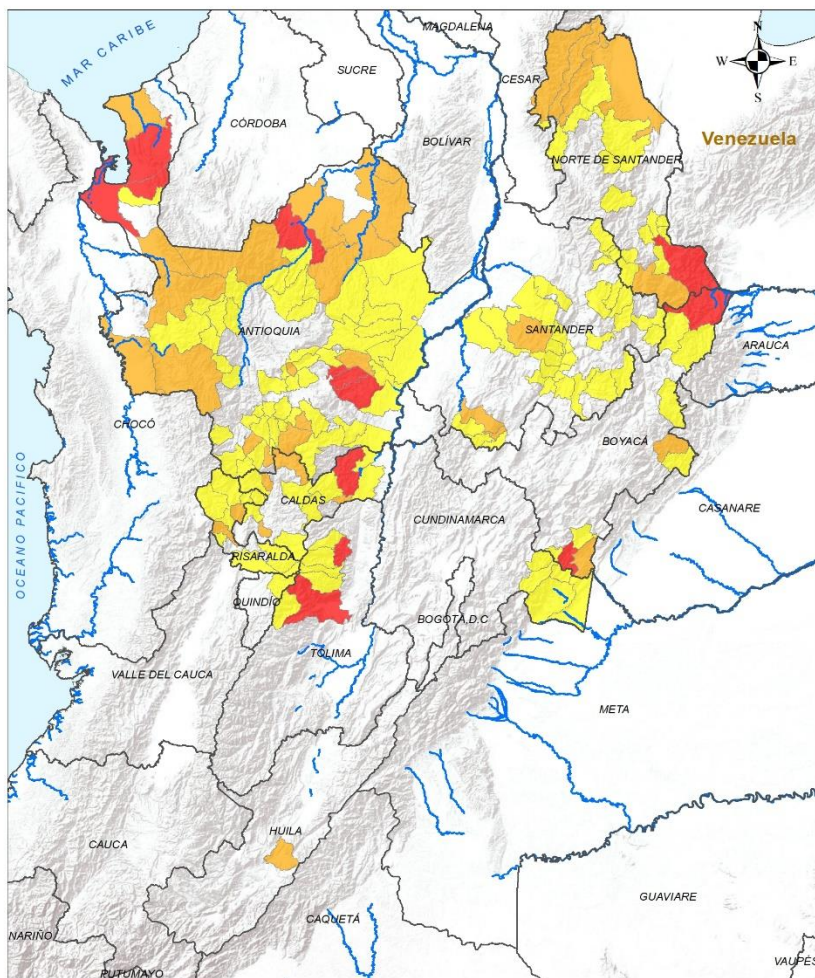 MAGDALENA
N
MAR CARIBE
W
E
SUCRE
CESAR
S
CÓRDOBA
BOLÍVAR
Venezuela
NORTE DE SANTANDER
ANTIOQUIA
SANTANDER
ARAUCA
CHOCÓ
BOYACÁ
OCEANO PACIFICO
CALDAS
CASANARE
CUNDINAMARCA
RISARALDA
QUINDÍO
BOGOTÁ D.C
TOLIMA
VALLE DEL CAUCA
META
HUILA
CAUCA
GUAVIARE
CAQUETÁ
NARIÑO
VAUPÉS
PUTUMAYO